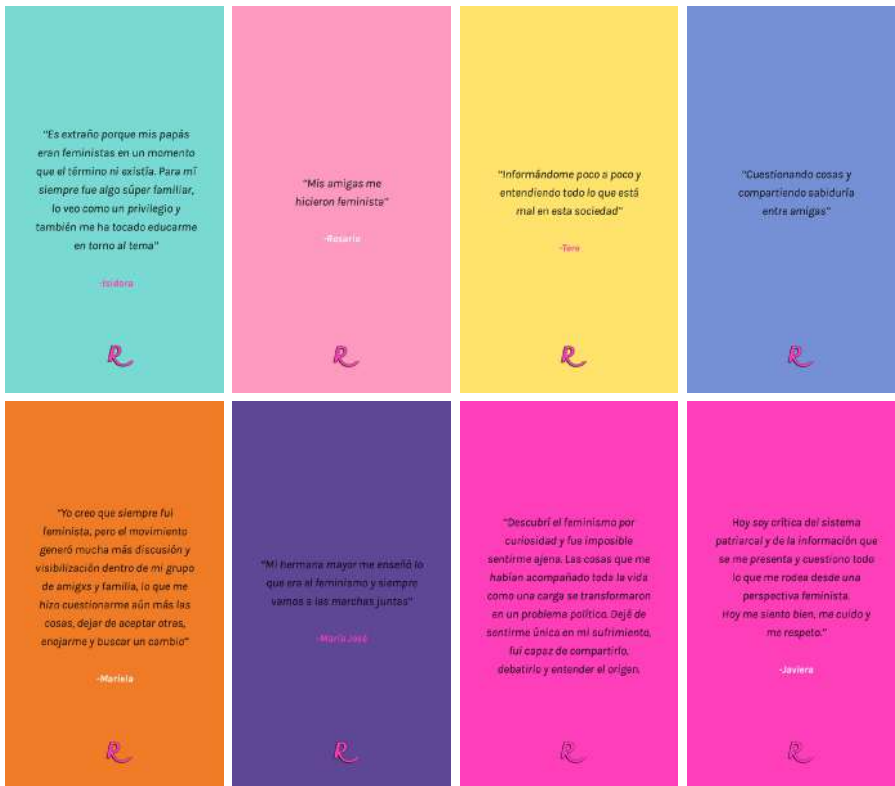 “Es extraño porque mis papás
eran feministas en un momento
que el término ni existía. Para mí
siempre fue algo súper familiar,
lo veo como un privilegio y
también me ha tocado educarme
en torno al tema”
-Isidora
R
“Mis amigas me
hicieron feminista”
-Rosario
R
“Informándome poco a poco y
entendiendo todo lo que está
mal en esta sociedad”
-Tere
R
“Cuestionando cosas y
compartiendo sabiduría
entre amigas”
R
“Yo creo que siempre fui
feminista, pero el movimiento
generó mucha más discusión y
visibilización dentro de mi grupo
de amigxs y familia, lo que me
hizo cuestionarme aún más las
cosas, dejar de aceptar otras,
enojarme y buscar un cambio”
-Mariela
R
“Mi hermana mayor me enseñó lo
que era el feminismo y siempre
vamos a las marchas juntas”
-María José
R
“Descubrí el feminismo por
curiosidad y fue imposible
sentirme ajena. Las cosas que me
habían acompañado toda la vida
como una carga se transformaron
en un problema político. Dejé de
sentirme única en mi sufrimiento,
fui capaz de compartirlo,
debatirlo y entender el origen.
R
Hoy soy crítica del sistema
patriarcal y de la información que
se me presenta y cuestiono todo
lo que me rodea desde una
perspectiva feminista.
Hoy me siento bien, me cuido y
me respeto.”
-Javiera
R